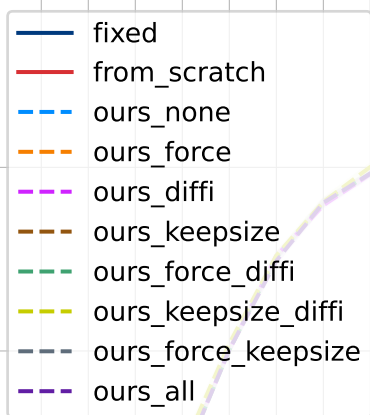 fixed
from_scratch
ours_none
ours_force
ours_diffi
ours_keepsize
ours_force_diffi
ours_keepsize_diffi
ours_force_keepsize
ours_all